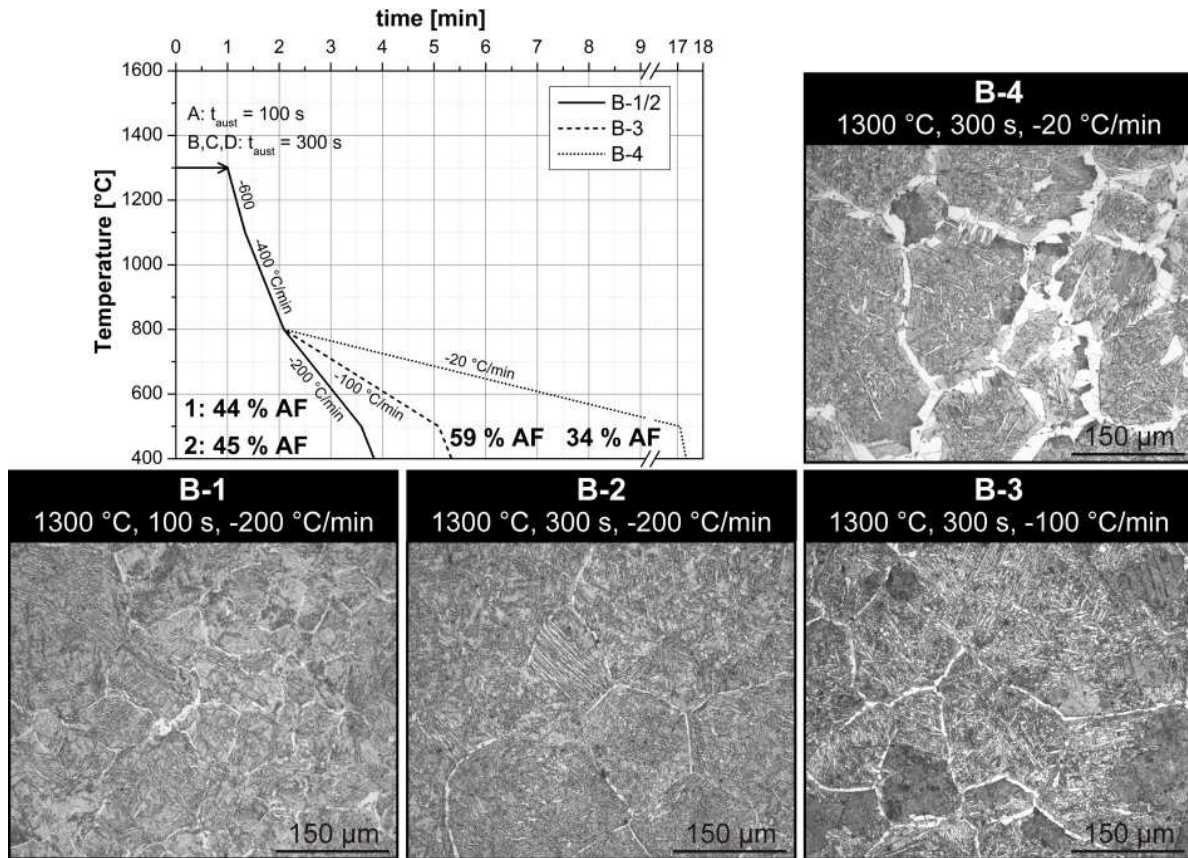 time [min]
0 1 2 3 4 5 6 7 8 9 17 18
Temperature [°C]
1600
1400
1200
1000
800
600
400
A: t_aust = 100 s
B,C,D: t_aust = 300 s
B-1/2
B-3
B-4
-600
-400 °C/min
-200 °C/min
-100 °C/min
-20 °C/min
1: 44 % AF
2: 45 % AF
59 % AF
34 % AF
B-4
1300 °C, 300 s, -20 °C/min
150 µm
B-1
1300 °C, 100 s, -200 °C/min
150 µm
B-2
1300 °C, 300 s, -200 °C/min
150 µm
B-3
1300 °C, 300 s, -100 °C/min
150 µm